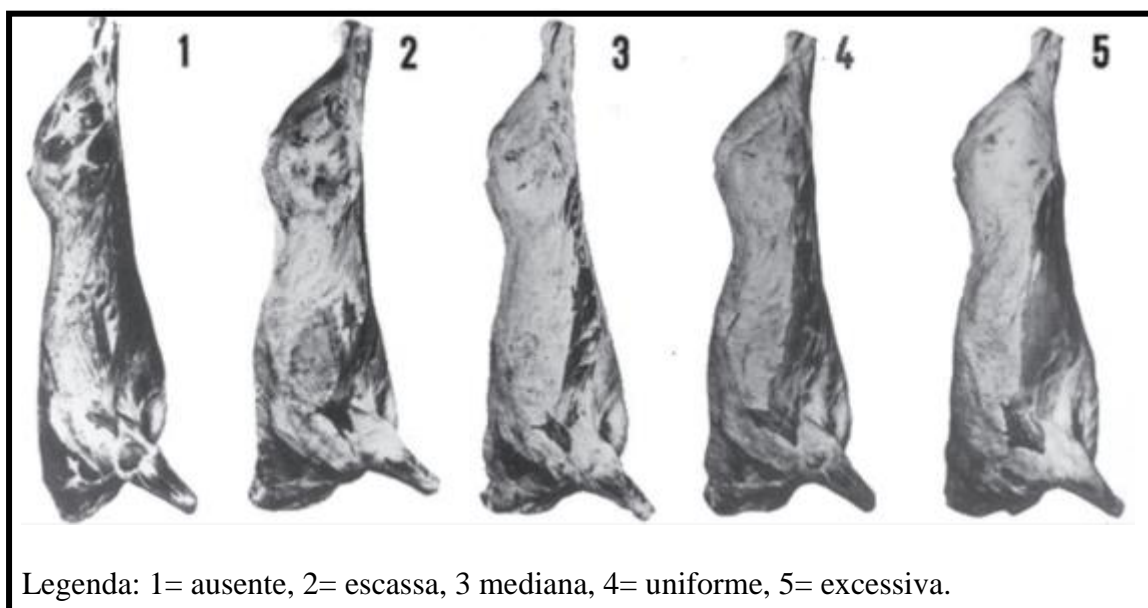 1 2 3 4 5
Legenda: 1= ausente, 2= escassa, 3 mediana, 4= uniforme, 5= excessiva.